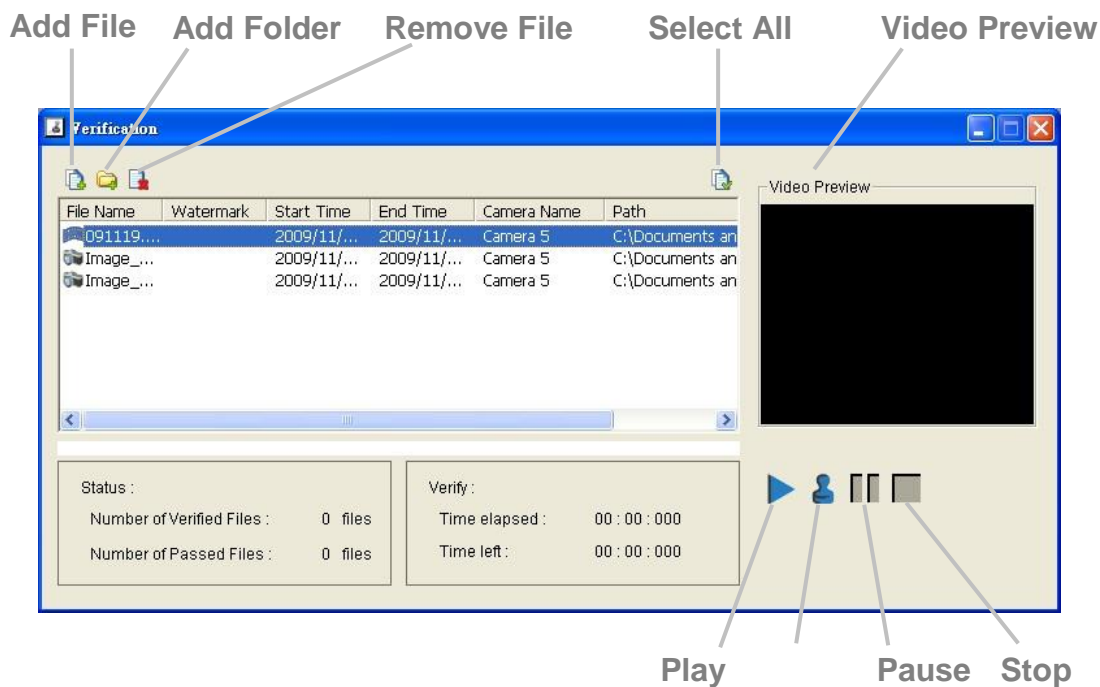 Add File Add Folder Remove File Select All Video Preview
Verification
Video Preview
File Name Watermark Start Time End Time Camera Name Path
091119.... 2009/11/... 2009/11/... Camera 5 C:\Documents an
Image_... 2009/11/... 2009/11/... Camera 5 C:\Documents an
Image_... 2009/11/... 2009/11/... Camera 5 C:\Documents an
Status :
Number of Verified Files : 0 files
Number of Passed Files : 0 files
Verify :
Time elapsed : 00 : 00 : 000
Time left : 00 : 00 : 000
Play Pause Stop